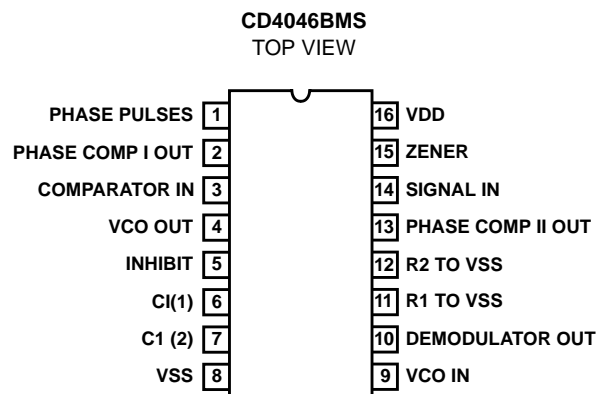 CD4046BMS
TOP VIEW
PHASE PULSES 1
PHASE COMP I OUT 2
COMPARATOR IN 3
VCO OUT 4
INHIBIT 5
CI(1) 6
C1 (2) 7
VSS 8
16 VDD
15 ZENER
14 SIGNAL IN
13 PHASE COMP II OUT
12 R2 TO VSS
11 R1 TO VSS
10 DEMODULATOR OUT
9 VCO IN